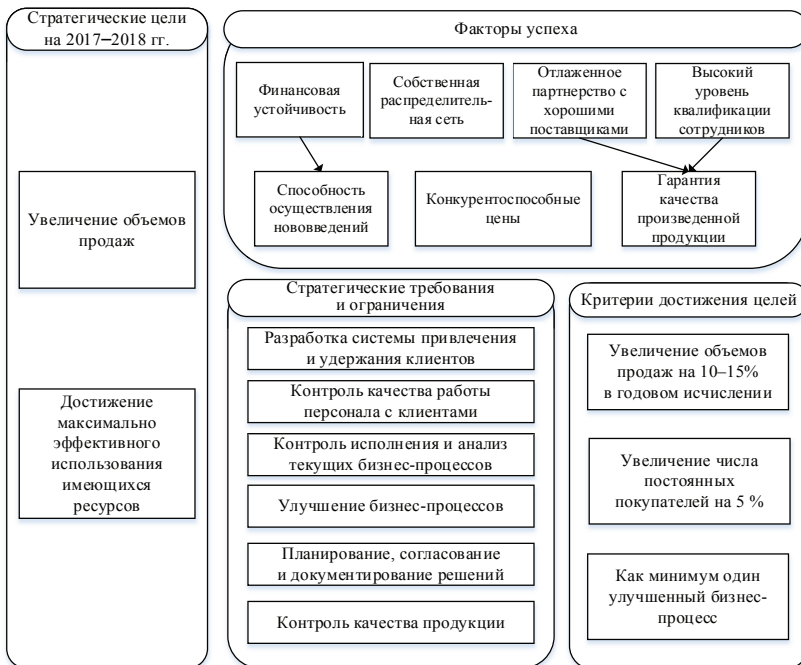 Стратегические цели
на 2017–2018 гг.
Увеличение объемов
продаж
Достижение
максимально
эффективного
использования
имеющихся
ресурсов
Факторы успеха
Финансовая
устойчивость
Собственная
распределитель-
ная сеть
Отлаженное
партнерство с
хорошими
поставщиками
Высокий
уровень
квалификации
сотрудников
Способность
осуществления
нововведений
Конкурентоспособные
цены
Гарантия
качества
произведенной
продукции
Стратегические требования
и ограничения
Разработка системы привлечения
и удержания клиентов
Контроль качества работы
персонала с клиентами
Контроль исполнения и анализ
текущих бизнес-процессов
Улучшение бизнес-процессов
Планирование, согласование
и документирование решений
Контроль качества продукции
Критерии достижения целей
Увеличение объемов
продаж на 10–15%
в годовом исчислении
Увеличение числа
постоянных
покупателей на 5 %
Как минимум один
улучшенный бизнес-
процесс